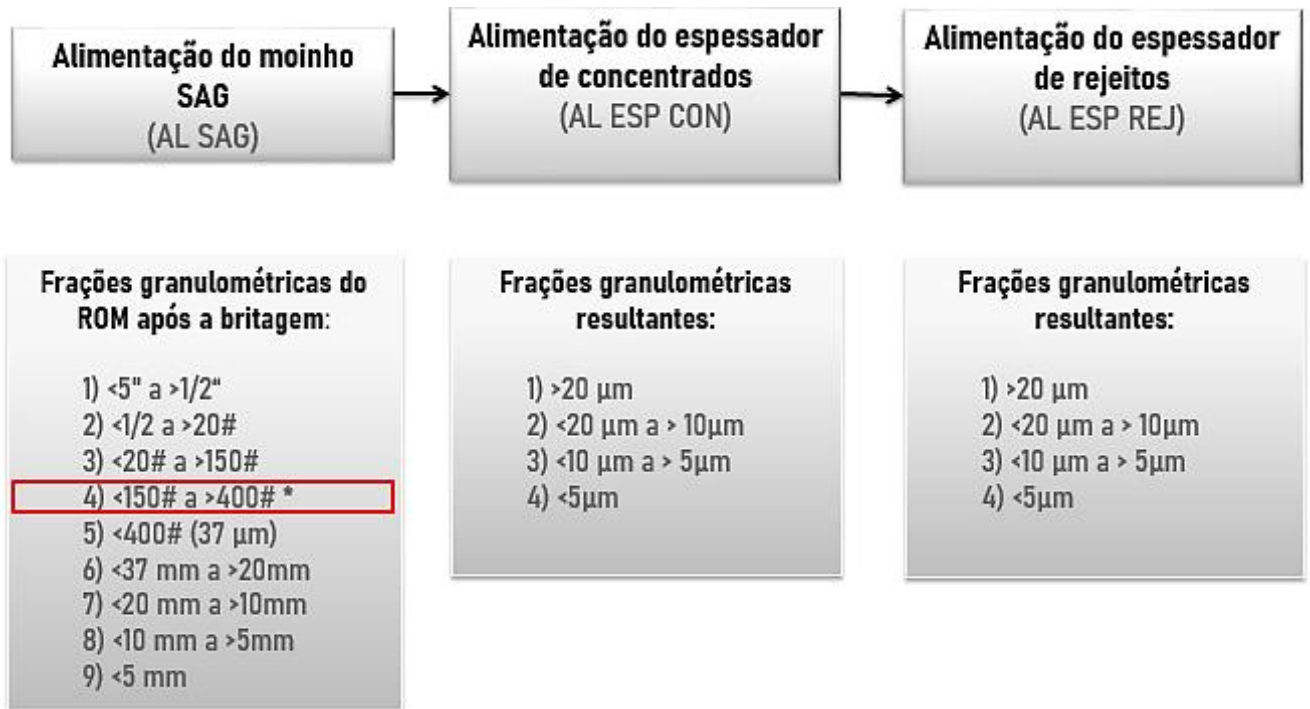 Alimentação do moinho
SAG
(AL SAG)
Alimentação do espessador
de concentrados
(AL ESP CON)
Alimentação do espessador
de rejeitos
(AL ESP REJ)
Frações granulométricas do
ROM após a britagem:
1) <5" a >1/2"
2) <1/2 a >20#
3) <20# a >150#
4) <150# a >400# *
5) <400# (37 µm)
6) <37 mm a >20mm
7) <20 mm a >10mm
8) <10 mm a >5mm
9) <5 mm
Frações granulométricas
resultantes:
1) >20 µm
2) <20 µm a > 10µm
3) <10 µm a > 5µm
4) <5µm
Frações granulométricas
resultantes:
1) >20 µm
2) <20 µm a > 10µm
3) <10 µm a > 5µm
4) <5µm